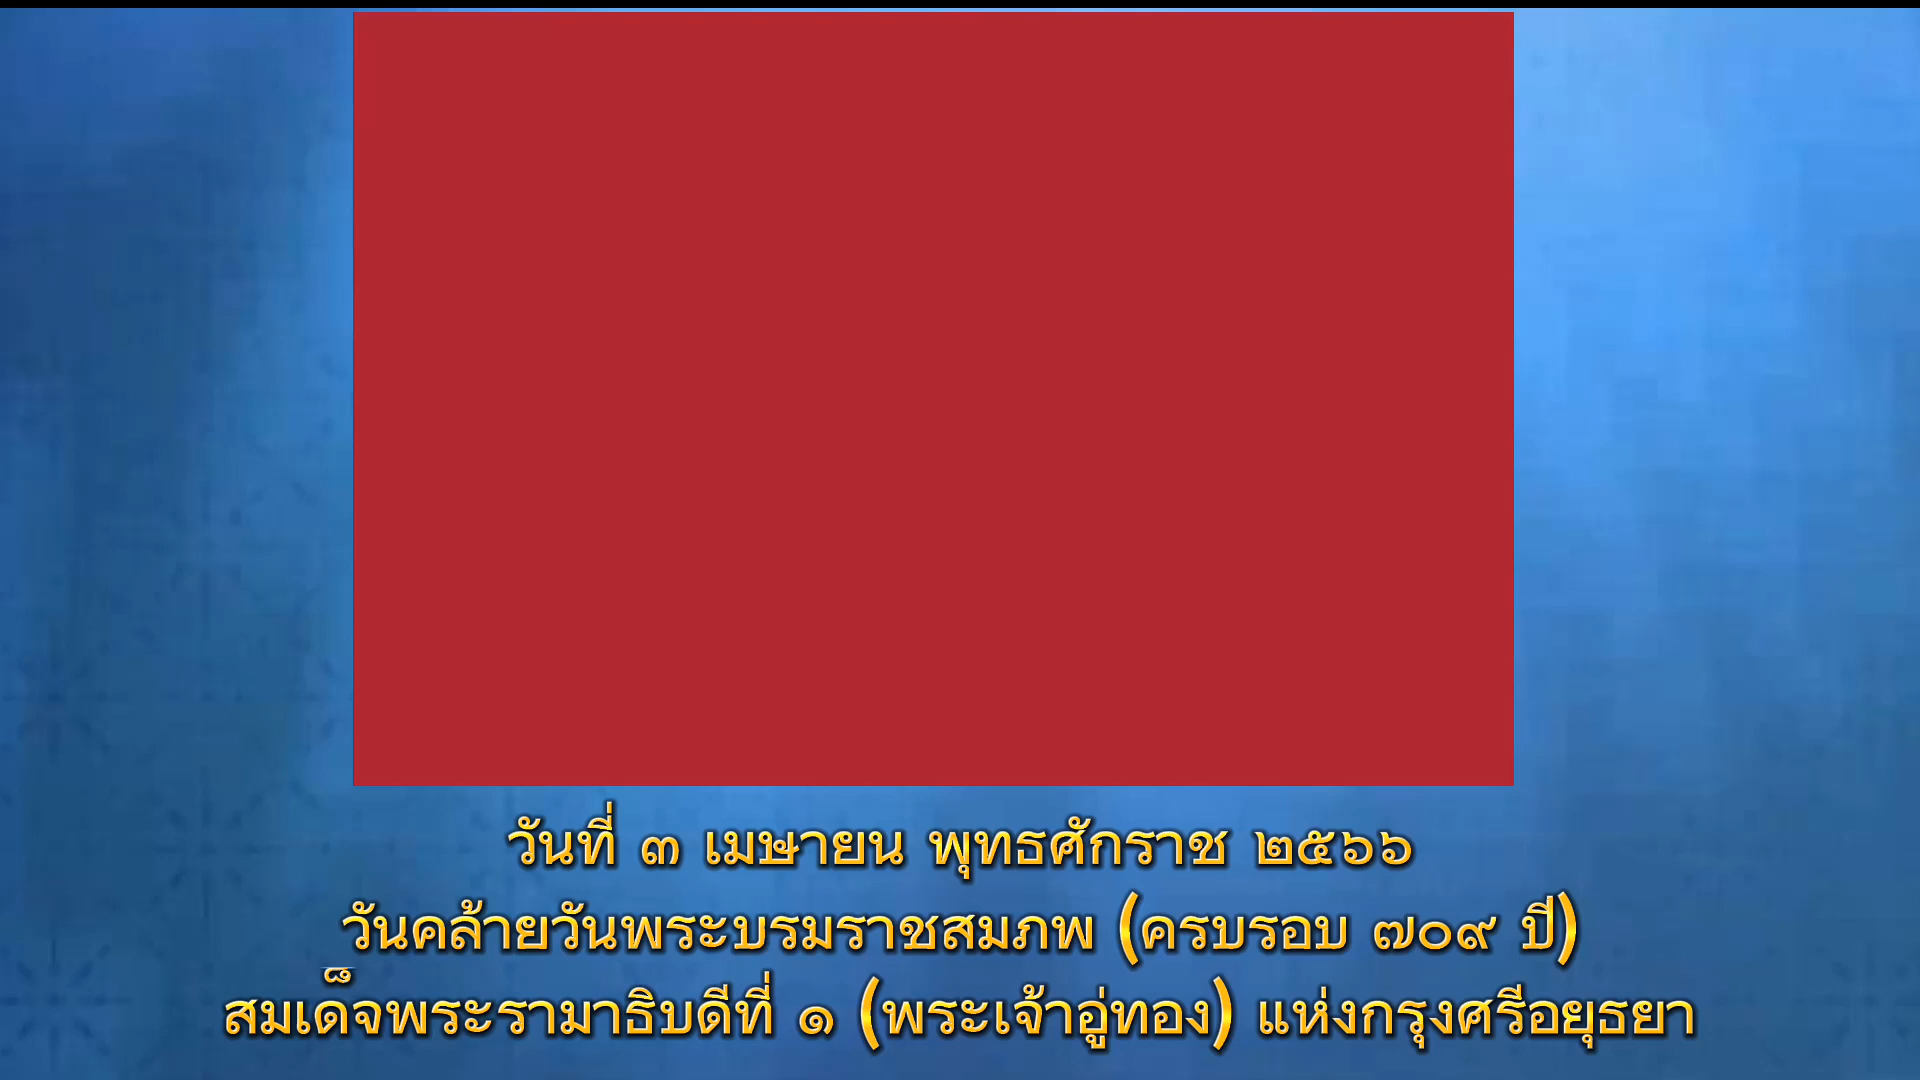 วันที่ ๓ เมษายน พุทธศักราช ๒๕๖๖
วันคล้ายวันพระบรมราชสมภพ (ครบรอบ ๗๐๙ ปี)
สมเด็จพระรามาธิบดีที่ ๑ (พระเจ้าอู่ทอง) แห่งกรุงศรีอยุธยา